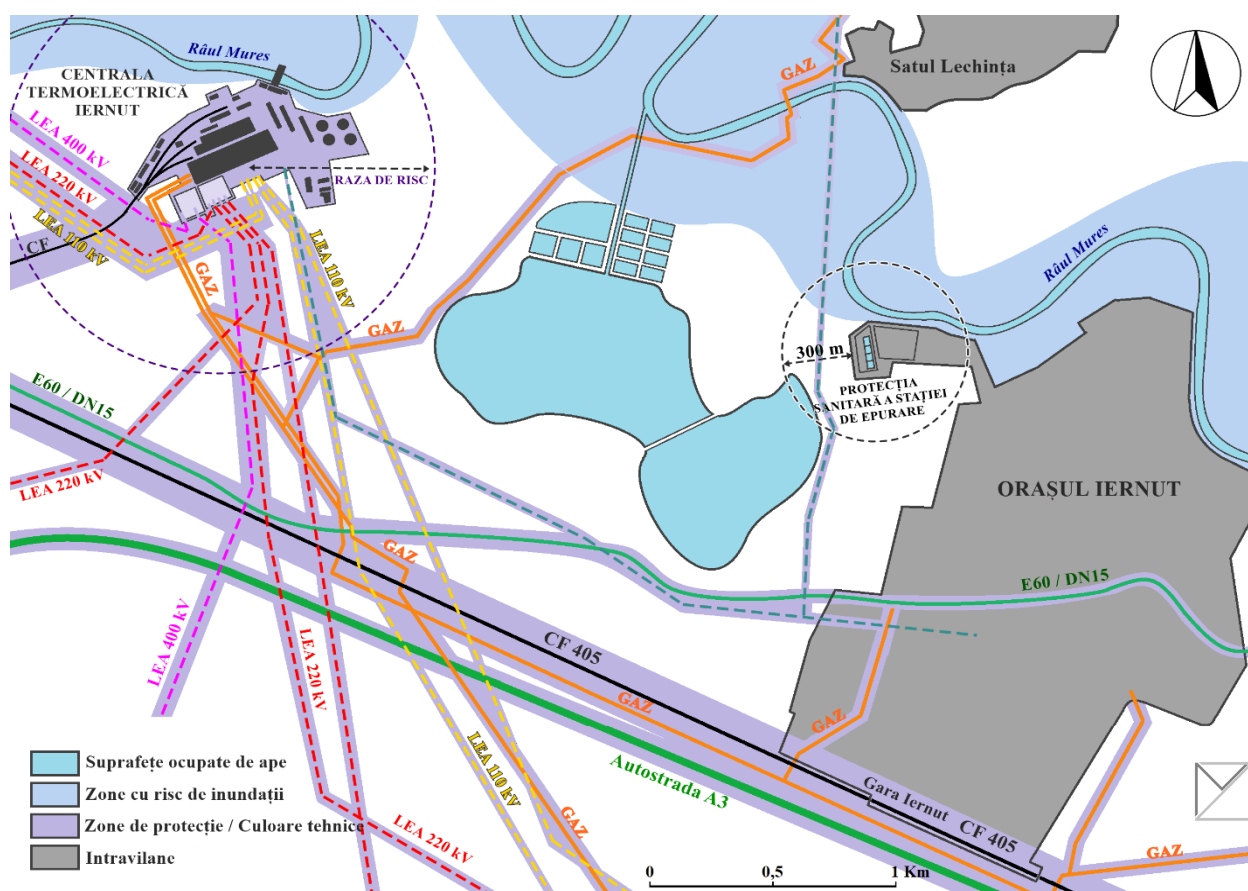 Râul Mures
CENTRALA
TERMOELECTRICĂ
IERNUT
GAZ
Satul Lechința
LEA 400 kV
LEA 220 kV
LEA 110 kV
CF
RAZA DE RISC
LEA 110 kV
GAZ
GAZ
Râul Mures
300 m
PROTECȚIA
SANITARĂ A STAȚIEI
DE EPURARE
E60 / DN15
LEA 220 kV
ORAȘUL IERNUT
GAZ
E60 / DN15
LEA 400 kV
LEA 220 kV
CF 405
GAZ
GAZ
LEA 110 kV
Autostrada A3
Gara Iernut
CF 405
GAZ
LEA 220 kV
GAZ
Suprafețe ocupate de ape
Zone cu risc de inundații
Zone de protecție / Culoare tehnice
Intravilane
0
0,5
1 Km